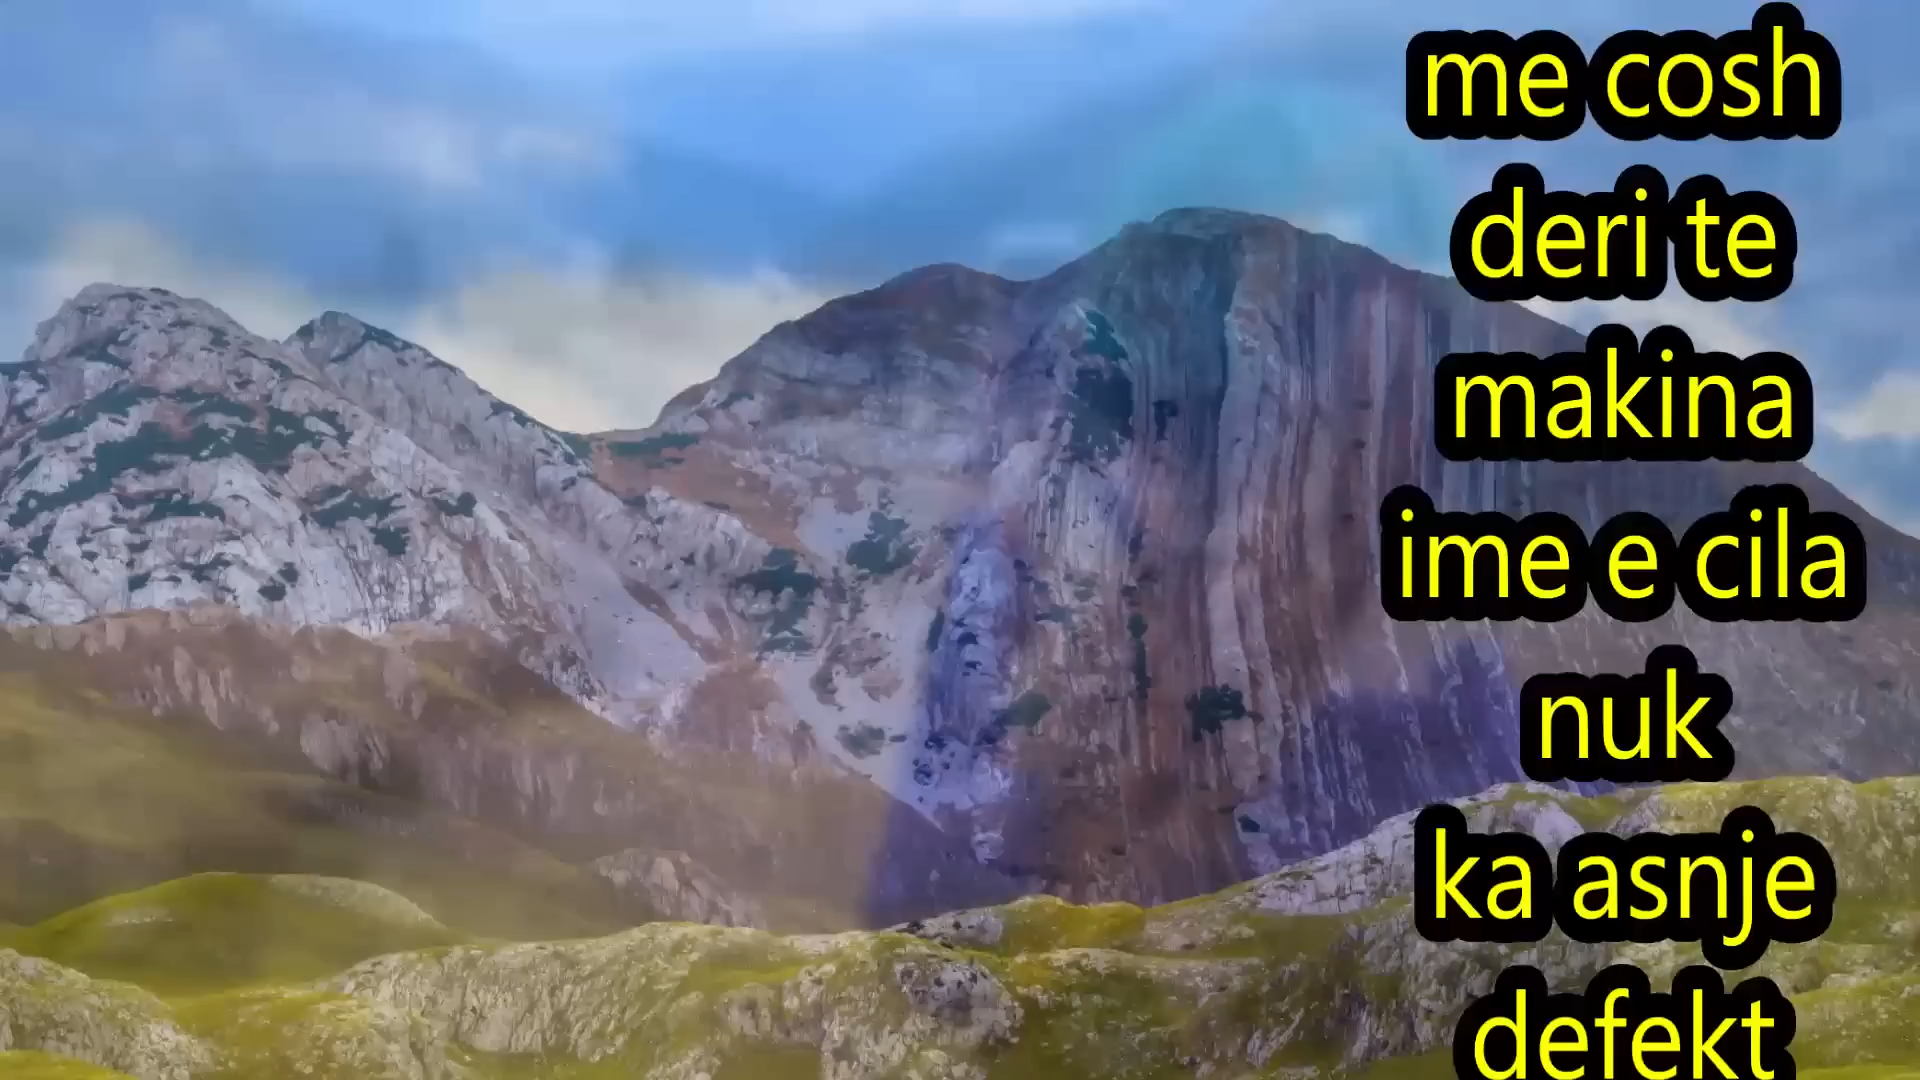 me cosh
deri te
makina
ime e cila
nuk
ka asnje
defekt